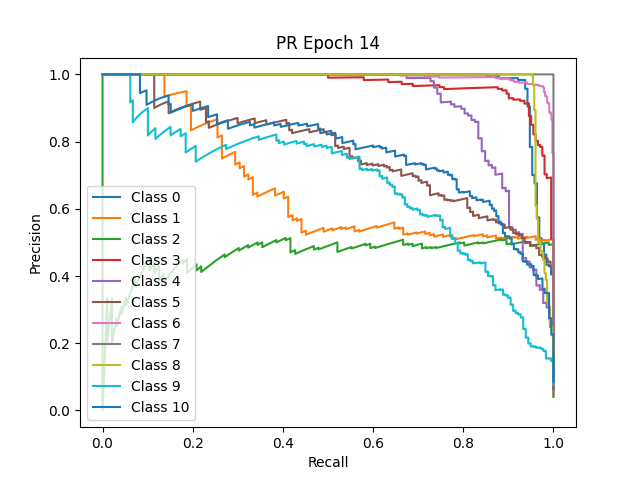 PR Epoch 14
Precision
1.0
0.8
0.6
0.4
0.2
0.0
Class 0
Class 1
Class 2
Class 3
Class 4
Class 5
Class 6
Class 7
Class 8
Class 9
Class 10
0.0 0.2 0.4 0.6 0.8 1.0
Recall